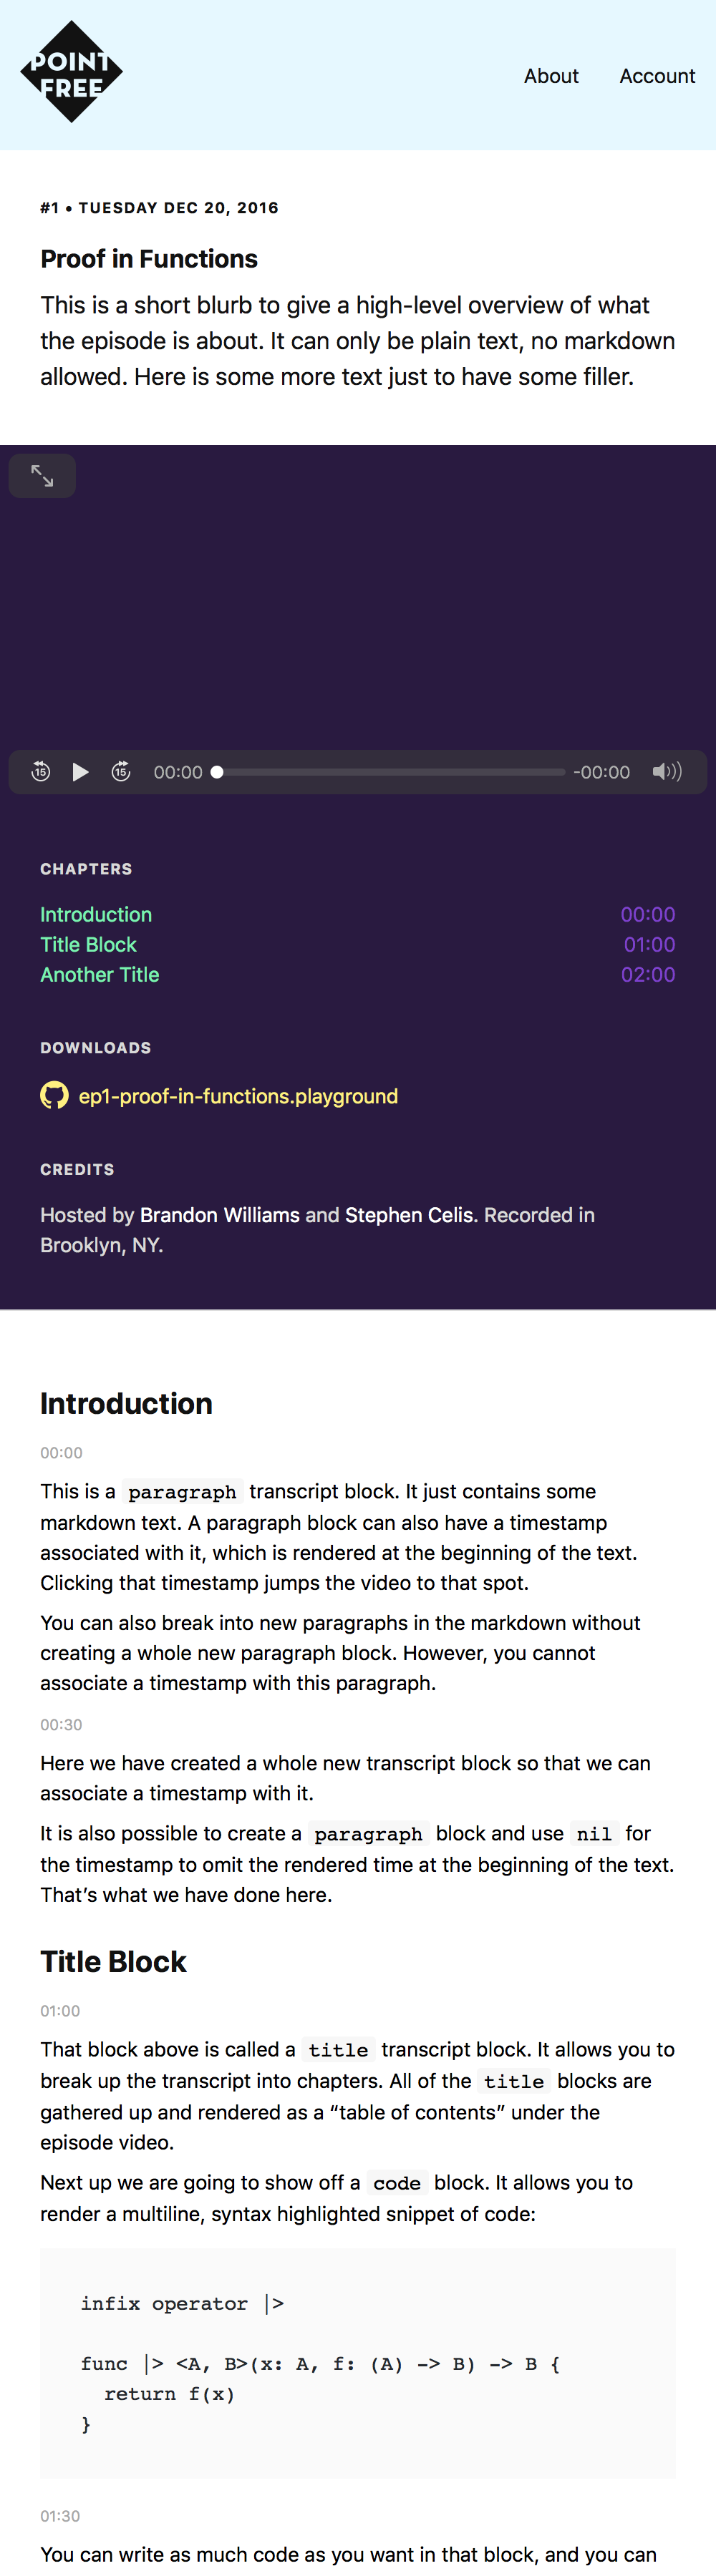 POINT
FREE
About Account
#1 • TUESDAY DEC 20, 2016
Proof in Functions
This is a short blurb to give a high-level overview of what
the episode is about. It can only be plain text, no markdown
allowed. Here is some more text just to have some filler.
15 15 00:00 -00:00
CHAPTERS
Introduction 00:00
Title Block 01:00
Another Title 02:00
DOWNLOADS
ep1-proof-in-functions.playground
CREDITS
Hosted by Brandon Williams and Stephen Celis. Recorded in
Brooklyn, NY.
Introduction
00:00
This is a paragraph transcript block. It just contains some
markdown text. A paragraph block can also have a timestamp
associated with it, which is rendered at the beginning of the text.
Clicking that timestamp jumps the video to that spot.
You can also break into new paragraphs in the markdown without
creating a whole new paragraph block. However, you cannot
associate a timestamp with this paragraph.
00:30
Here we have created a whole new transcript block so that we can
associate a timestamp with it.
It is also possible to create a paragraph block and use nil for
the timestamp to omit the rendered time at the beginning of the text.
That’s what we have done here.
Title Block
01:00
That block above is called a title transcript block. It allows you to
break up the transcript into chapters. All of the title blocks are
gathered up and rendered as a “table of contents” under the
episode video.
Next up we are going to show off a code block. It allows you to
render a multiline, syntax highlighted snippet of code:
infix operator |>
func |> <A, B>(x: A, f: (A) -> B) -> B {
  return f(x)
}
01:30
You can write as much code as you want in that block, and you can